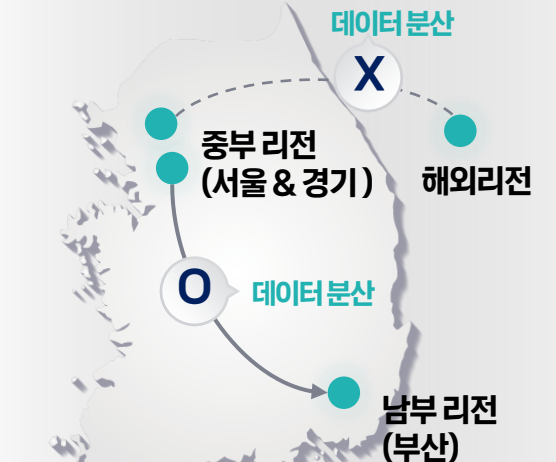 데이터 분산
X
중부 리전
(서울 & 경기 )
해외리전
O
데이터 분산
남부 리전
(부산)